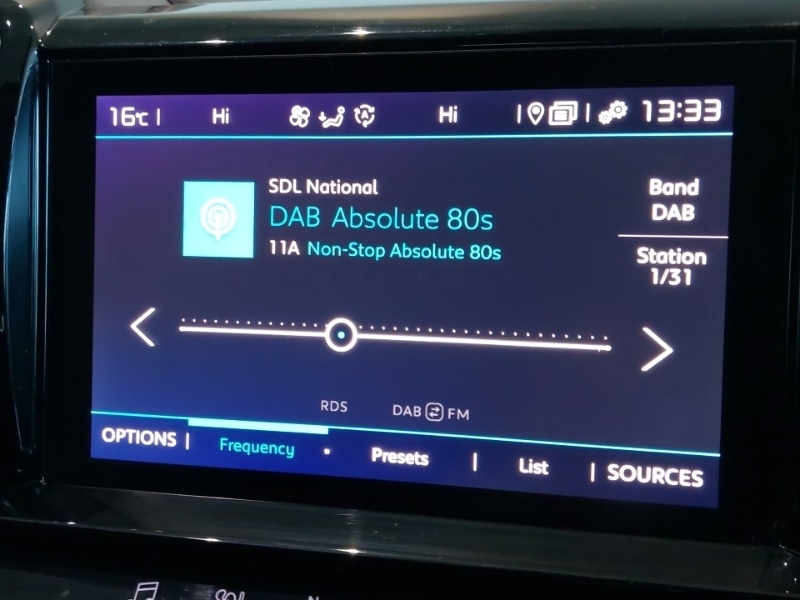 16℃ | Hi Hi 13:33
SDL National
DAB Absolute 80s
11A Non-Stop Absolute 80s
Band
DAB
Station
1/31
RDS DAB FM
OPTIONS | Frequency • Presets | List | SOURCES